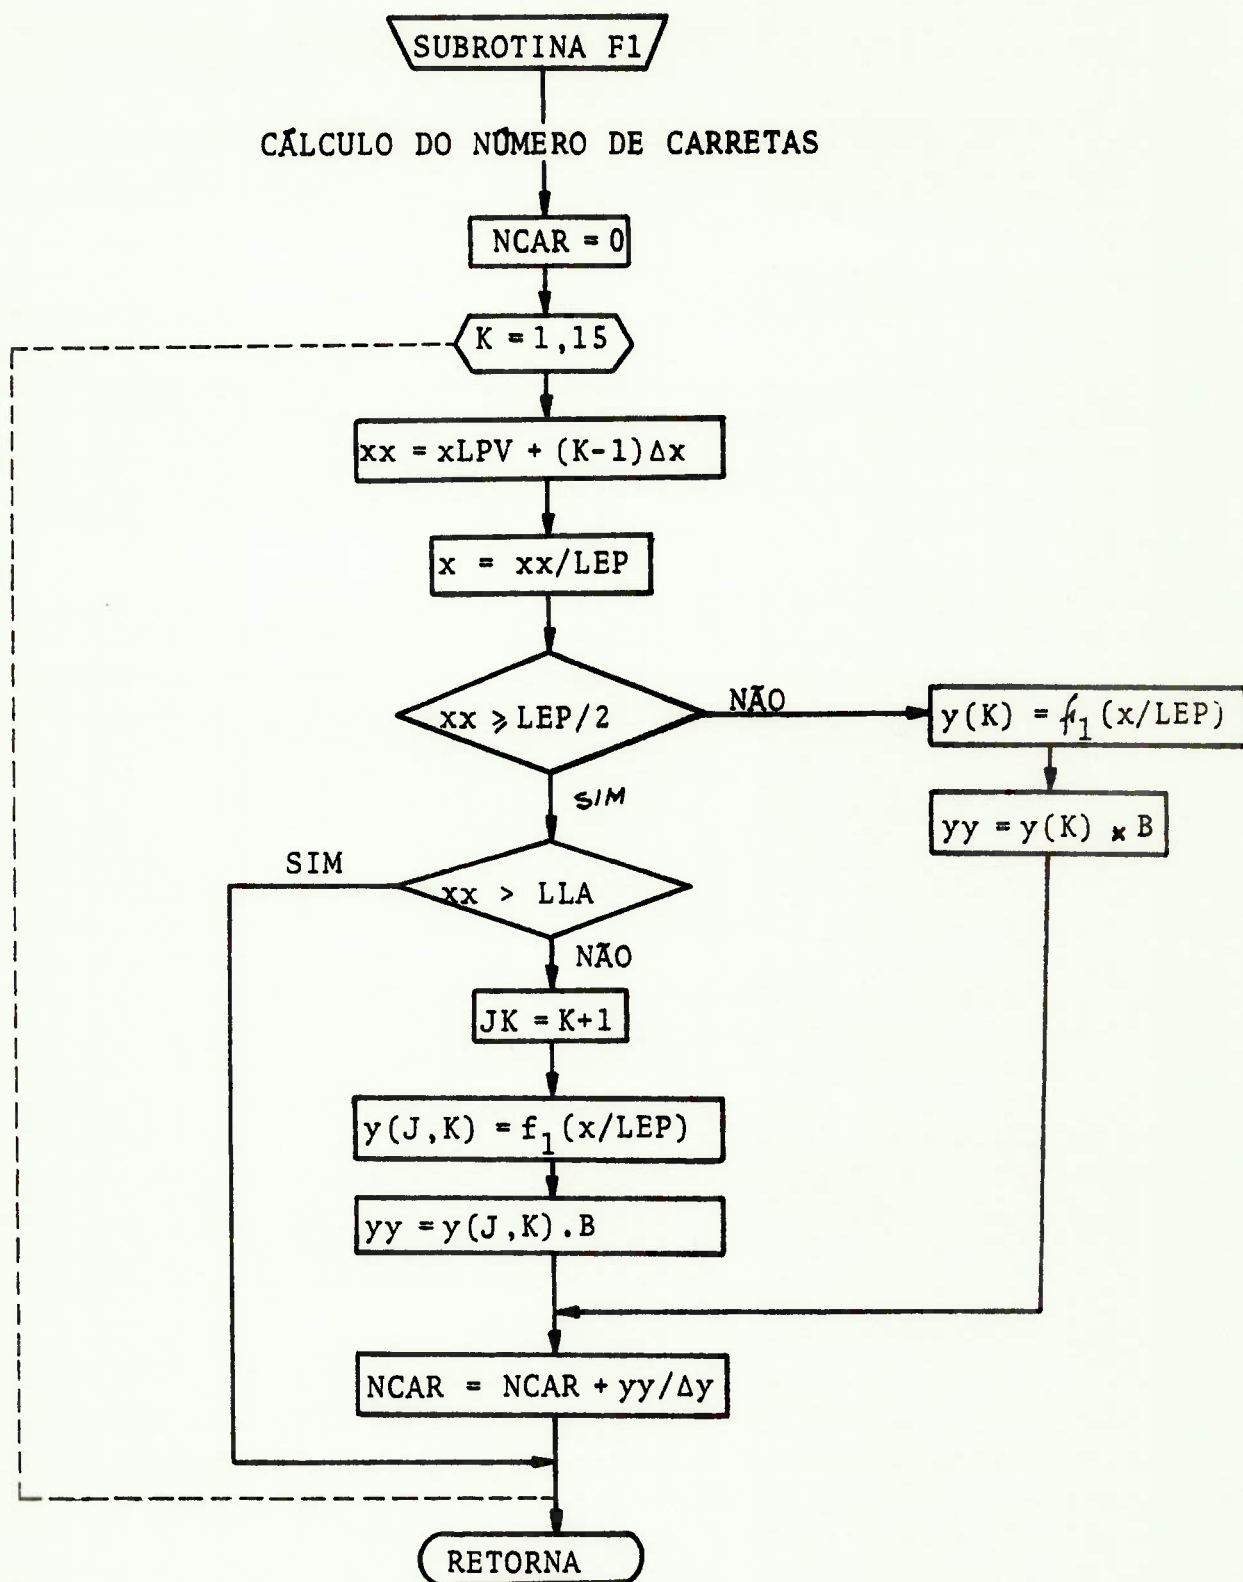 SUBROTINA F1
CÁLCULO DO NÚMERO DE CARRETAS
NCAR = 0
K = 1,15
xx = xLPV + (K-1)Δx
x = xx/LEP
xx ⩾ LEP/2
NÃO
y(K) = f₁(x/LEP)
yy = y(K) × B
SIM
xx > LLA
SIM
NÃO
JK = K+1
y(J,K) = f₁(x/LEP)
yy = y(J,K).B
NCAR = NCAR + yy/Δy
RETORNA